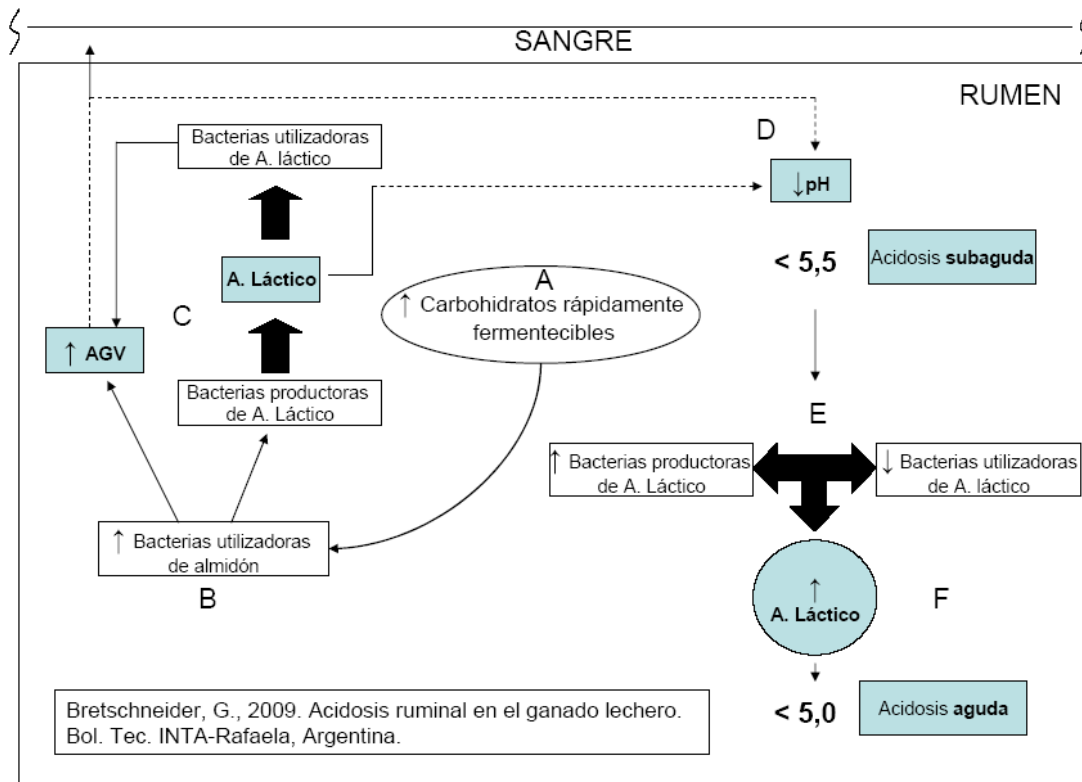 SANGRE
RUMEN
Bacterias utilizadoras
de A. láctico
D
↓pH
A. Láctico
< 5,5
Acidosis subaguda
A
↑ Carbohidratos rápidamente
fermentecibles
C
↑ AGV
Bacterias productoras
de A. Láctico
E
↑ Bacterias productoras
de A. Láctico
↓ Bacterias utilizadoras
de A. láctico
↑ Bacterias utilizadoras
de almidón
B
↑
A. Láctico
F
< 5,0
Acidosis aguda
Bretschneider, G., 2009. Acidosis ruminal en el ganado lechero.
Bol. Tec. INTA-Rafaela, Argentina.